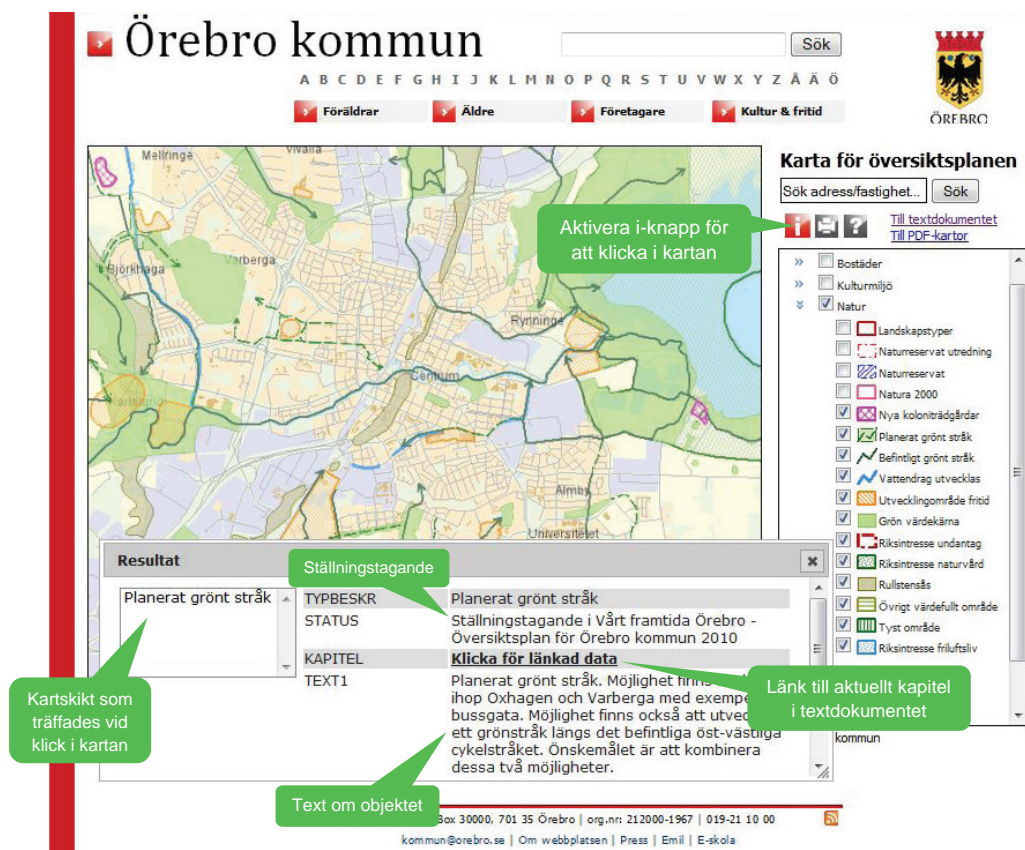 Örebro kommun
Sök
A B C D E F G H I J K L M N O P Q R S T U V W X Y Z Å Ä Ö
Föräldrar
Äldre
Företagare
Kultur & fritid
ÖREBRO
Mellringe
Vivalla
Björkhaga
Varberga
Rynninge
Centrum
Karlslund
Almby
Universitetet
Karta för översiktsplanen
Sök adress/fastighet...
Sök
Till textdokumentet
Till PDF-kartor
Aktivera i-knapp för
att klicka i kartan
Bostäder
Kulturmiljö
Natur
Landskapstyper
Naturreservat utredning
Naturreservat
Natura 2000
Nya koloniträdgårdar
Planerat grönt stråk
Befintligt grönt stråk
Vattendrag utvecklas
Utvecklingområde fritid
Grön värdekärna
Riksintresse undantag
Riksintresse naturvård
Rullstensås
Övrigt värdefullt område
Tyst område
Riksintresse friluftsliv
kommun
Resultat
Ställningstagande
Planerat grönt stråk
TYPBESKR Planerat grönt stråk
STATUS Ställningstagande i Vårt framtida Örebro -
Översiktsplan för Örebro kommun 2010
KAPITEL Klicka för länkad data
TEXT1 Planerat grönt stråk. Möjlighet finns
ihop Oxhagen och Varberga med
bussgata. Möjlighet finns också att
ett grönstråk längs det befintliga öst-västliga
cykelstråket. Önskemålet är att kombinera
dessa två möjligheter.
Kartskikt som
träffades vid
klick i kartan
Länk till aktuellt kapitel
i textdokumentet
Text om objektet
Box 30000, 701 35 Örebro | org.nr: 212000-1967 | 019-21 10 00
kommun@orebro.se | Om webbplatsen | Press | Emil | E-skola